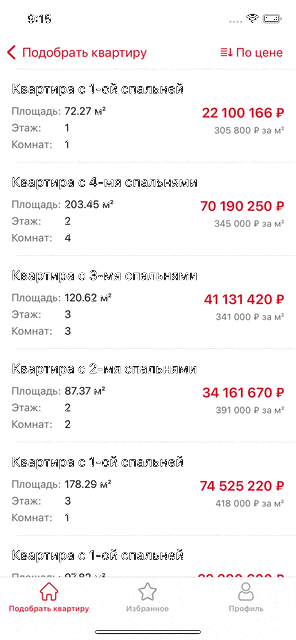 9:15
Подобрать квартиру
По цене
Квартира с 1-ой спальней
Площадь: 72.27 м²
22 100 166 ₽
Этаж: 1
305 800 ₽ за м²
Комнат: 1
Квартира с 4-мя спальнями
Площадь: 203.45 м²
70 190 250 ₽
Этаж: 2
345 000 ₽ за м²
Комнат: 4
Квартира с 3-мя спальнями
Площадь: 120.62 м²
41 131 420 ₽
Этаж: 3
341 000 ₽ за м²
Комнат: 3
Квартира с 2-мя спальнями
Площадь: 87.37 м²
34 161 670 ₽
Этаж: 2
391 000 ₽ за м²
Комнат: 2
Квартира с 1-ой спальней
Площадь: 178.29 м²
74 525 220 ₽
Этаж: 3
418 000 ₽ за м²
Комнат: 1
Квартира с 1-ой спальней
Подобрать квартиру
Избранное
Профиль